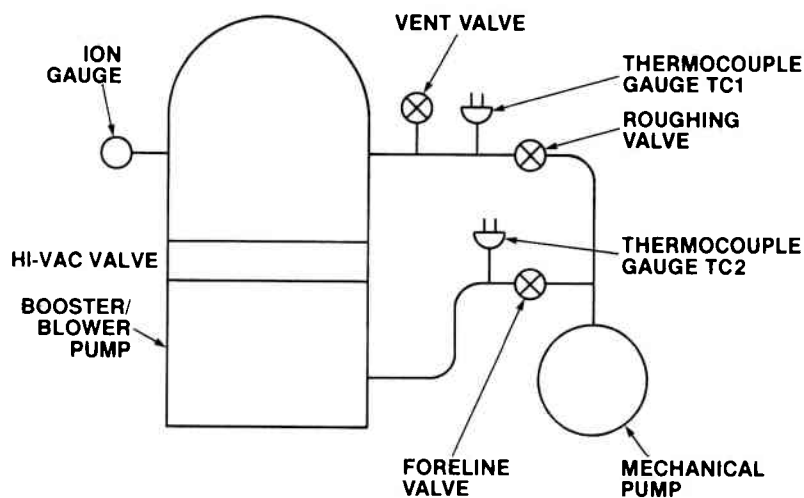 VENT VALVE
ION
GAUGE
THERMOCOUPLE
GAUGE TC1
ROUGHING
VALVE
THERMOCOUPLE
GAUGE TC2
HI-VAC VALVE
BOOSTER/
BLOWER
PUMP
FORELINE
VALVE
MECHANICAL
PUMP